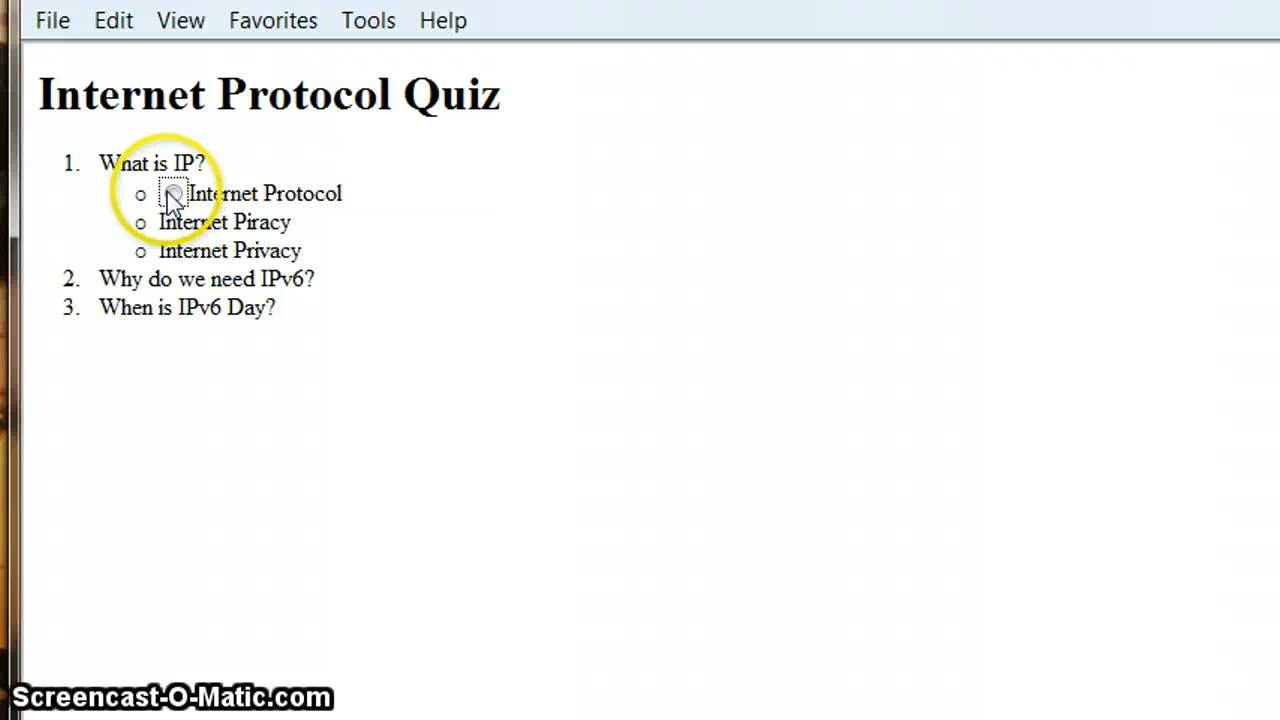 File Edit View Favorites Tools Help
Internet Protocol Quiz
1. What is IP?
Internet Protocol
Internet Piracy
Internet Privacy
2. Why do we need IPv6?
3. When is IPv6 Day?
Screencast-O-Matic.com